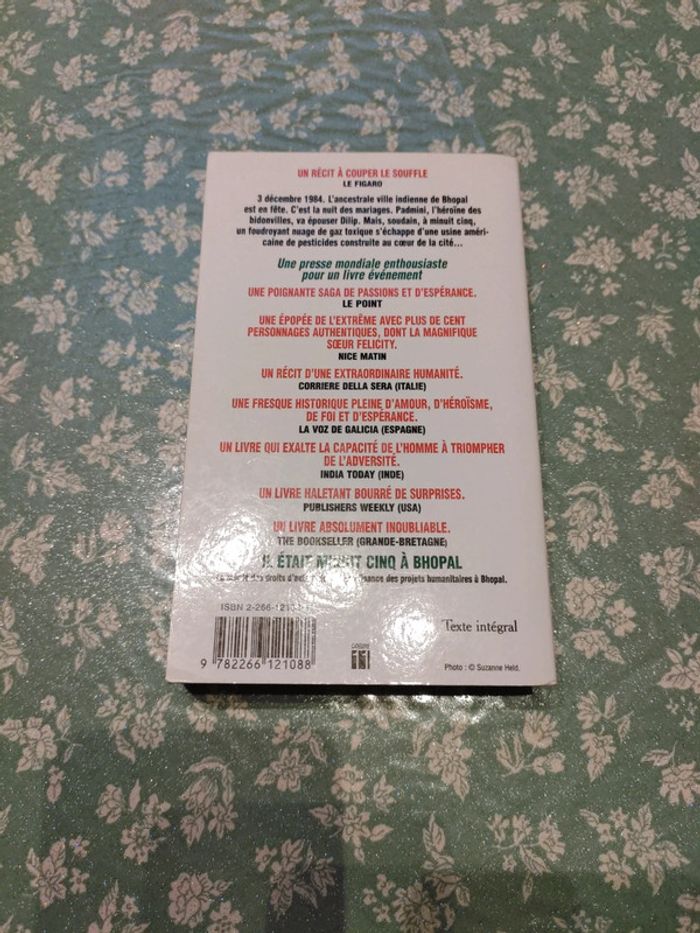 UN RÉCIT À COUPER LE SOUFFLE
LE FIGARO
3 décembre 1984. L'ancestrale ville indienne de Bhopal
est en fête. C'est la nuit des mariages. Padmini, l'héroïne des
bidonvilles, va épouser Dilip. Mais, soudain, à minuit cinq,
un foudroyant nuage de gaz toxique s'échappe d'une usine améri-
caine de pesticides construite au cœur de la cité...
Une presse mondiale enthousiaste
pour un livre événement
UNE POIGNANTE SAGA DE PASSIONS ET D'ESPÉRANCE.
LE POINT
UNE ÉPOPÉE DE L'EXTRÊME AVEC PLUS DE CENT
PERSONNAGES AUTHENTIQUES, DONT LA MAGNIFIQUE
SŒUR FELICITY.
NICE MATIN
UN RÉCIT D'UNE EXTRAORDINAIRE HUMANITÉ.
CORRIERE DELLA SERA (ITALIE)
UNE FRESQUE HISTORIQUE PLEINE D'AMOUR, D'HÉROÏSME,
DE FOI ET D'ESPÉRANCE.
LA VOZ DE GALICIA (ESPAGNE)
UN LIVRE QUI EXALTE LA CAPACITÉ DE L'HOMME À TRIOMPHER
DE L'ADVERSITÉ.
INDIA TODAY (INDE)
UN LIVRE HALETANT BOURRÉ DE SURPRISES.
PUBLISHERS WEEKLY (USA)
UN LIVRE ABSOLUMENT INOUBLIABLE.
THE BOOKSELLER (GRANDE-BRETAGNE)
IL ÉTAIT MINUIT CINQ À BHOPAL
des droits des projets humanitaires à Bhopal.
ISBN 2-266-12108
Texte intégral
9 782266 121088
Photo : © Suzanne Held.